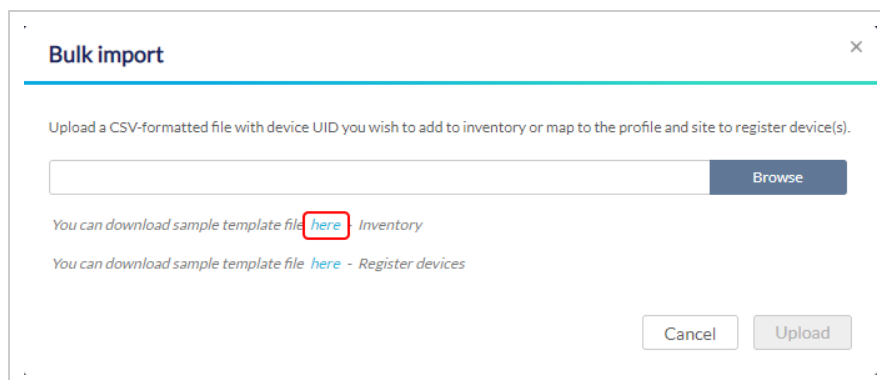 Bulk import
Upload a CSV-formatted file with device UID you wish to add to inventory or map to the profile and site to register device(s).
Browse
You can download sample template file here - Inventory
You can download sample template file here - Register devices
Cancel
Upload